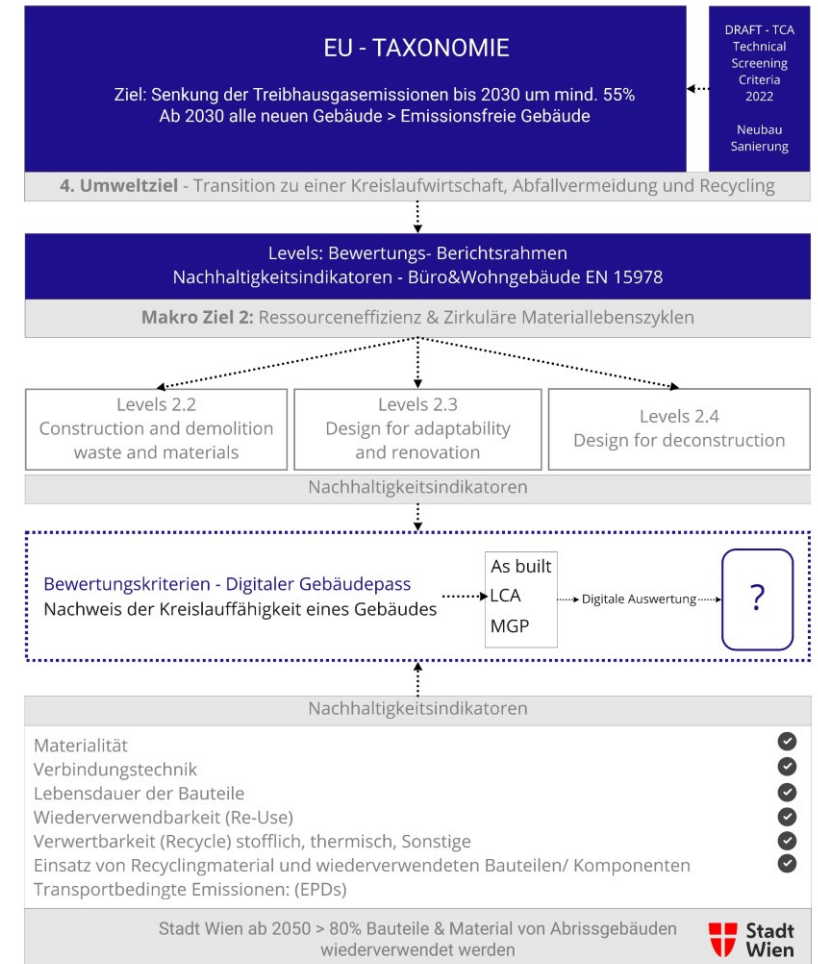 EU - TAXONOMIE
Ziel: Senkung der Treibhausgasemissionen bis 2030 um mind. 55%
Ab 2030 alle neuen Gebäude > Emissionsfreie Gebäude
DRAFT - TCA
Technical
Screening
Criteria
2022
Neubau
Sanierung
4. Umweltziel - Transition zu einer Kreislaufwirtschaft, Abfallvermeidung und Recycling
Levels: Bewertungs- Berichtsrahmen
Nachhaltigkeitsindikatoren - Büro&Wohngebäude EN 15978
Makro Ziel 2: Ressourceneffizienz & Zirkuläre Materiallebenszyklen
Levels 2.2
Construction and demolition
waste and materials
Levels 2.3
Design for adaptability
and renovation
Levels 2.4
Design for deconstruction
Nachhaltigkeitsindikatoren
Bewertungskriterien - Digitaler Gebäudepass
Nachweis der Kreislauffähigkeit eines Gebäudes
As built
LCA
MGP
Digitale Auswertung
?
Nachhaltigkeitsindikatoren
Materialität
Verbindungstechnik
Lebensdauer der Bauteile
Wiederverwendbarkeit (Re-Use)
Verwertbarkeit (Recycle) stofflich, thermisch, Sonstige
Einsatz von Recyclingmaterial und wiederverwendeten Bauteilen/ Komponenten
Transportbedingte Emissionen: (EPDs)
Stadt Wien ab 2050 > 80% Bauteile & Material von Abrissgebäuden
wiederverwendet werden
Stadt
Wien